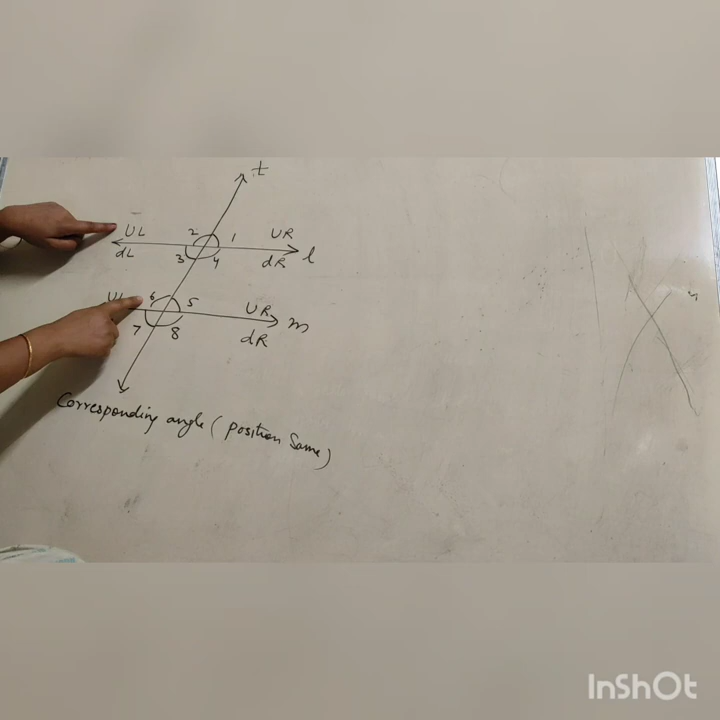 t
UL 2 1 UR
dL 3 4 dR l
UL 6 5 UR
7 8 dR m
Corresponding angle (Position Same)
InShOt